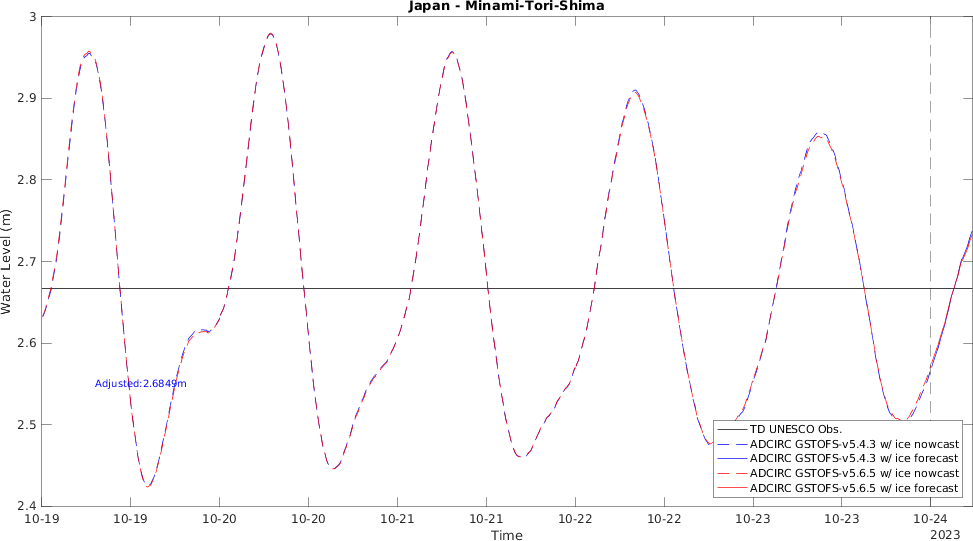 Japan - Minami-Tori-Shima
3
2.9
2.8
2.7
2.6
2.5
2.4
Water Level (m)
Adjusted:2.6849m
TD UNESCO Obs.
ADCIRC GSTOFS-v5.4.3 w/ ice nowcast
ADCIRC GSTOFS-v5.4.3 w/ ice forecast
ADCIRC GSTOFS-v5.6.5 w/ ice nowcast
ADCIRC GSTOFS-v5.6.5 w/ ice forecast
10-19 10-19 10-20 10-20 10-21 10-21 10-22 10-22 10-23 10-23 10-24
Time
2023